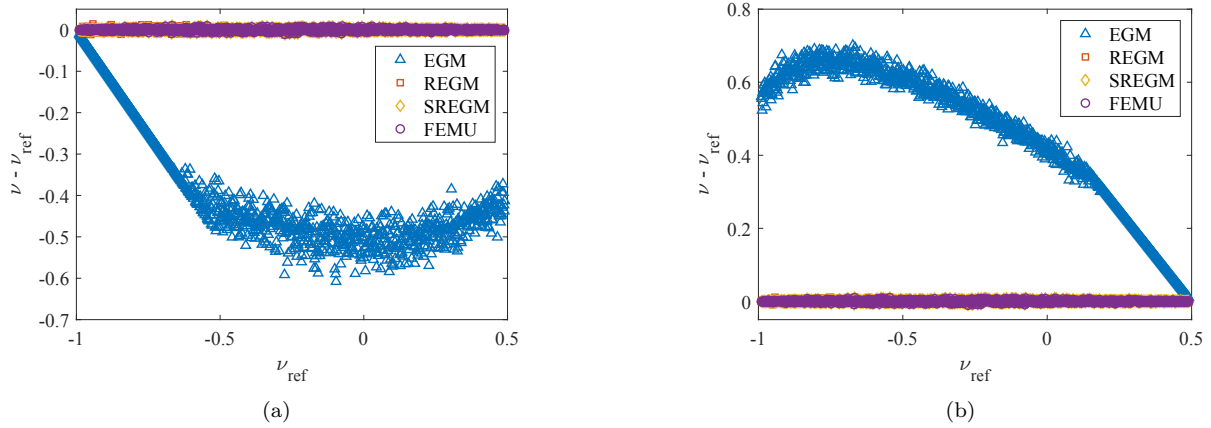 0
-0.1
-0.2
-0.3
-0.4
-0.5
-0.6
-0.7
ν - ν_ref
EGM
REGM
SREGM
FEMU
-1
-0.5
0
0.5
ν_ref
(a)
0.8
0.6
0.4
0.2
0
ν - ν_ref
EGM
REGM
SREGM
FEMU
-1
-0.5
0
0.5
ν_ref
(b)